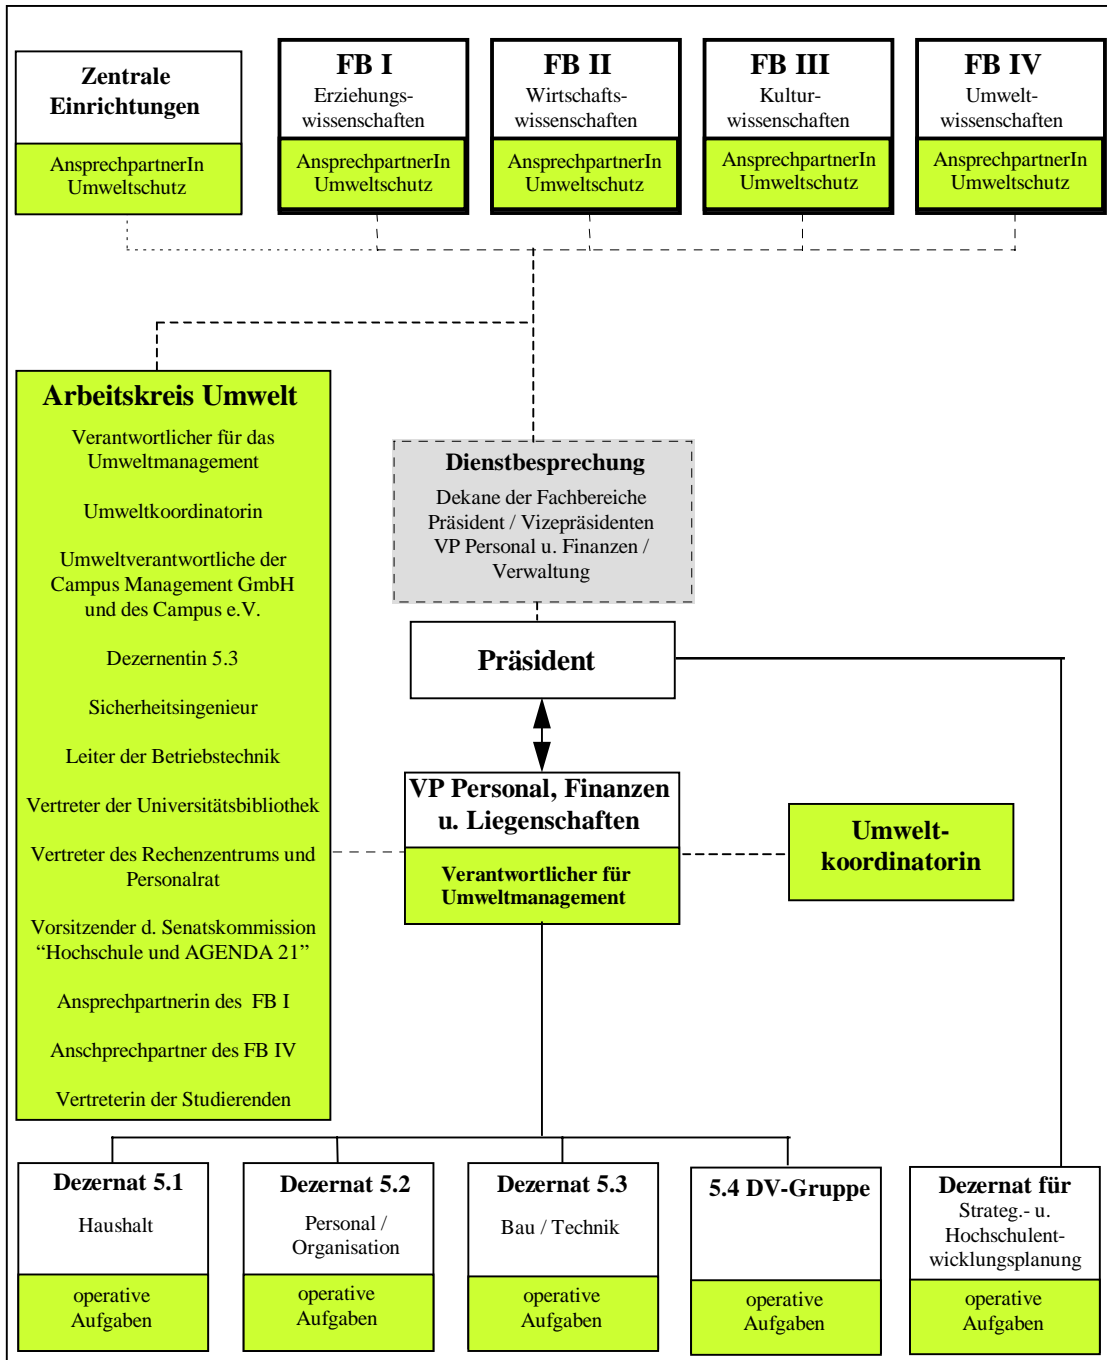 Zentrale
Einrichtungen
AnsprechpartnerIn
Umweltschutz
FB I
Erziehungs-
wissenschaften
AnsprechpartnerIn
Umweltschutz
FB II
Wirtschafts-
wissenschaften
AnsprechpartnerIn
Umweltschutz
FB III
Kultur-
wissenschaften
AnsprechpartnerIn
Umweltschutz
FB IV
Umwelt-
wissenschaften
AnsprechpartnerIn
Umweltschutz
Arbeitskreis Umwelt
Verantwortlicher für das
Umweltmanagement
Umweltkoordinatorin
Umweltverantwortliche der
Campus Management GmbH
und des Campus e.V.
Dezernentin 5.3
Sicherheitsingenieur
Leiter der Betriebstechnik
Vertreter der Universitätsbibliothek
Vertreter des Rechenzentrums und
Personalrat
Vorsitzender d. Senatskommission
“Hochschule und AGENDA 21”
Ansprechpartnerin des FB I
Anschprechpartner des FB IV
Vertreterin der Studierenden
Dienstbesprechung
Dekane der Fachbereiche
Präsident / Vizepräsidenten
VP Personal u. Finanzen /
Verwaltung
Präsident
VP Personal, Finanzen
u. Liegenschaften
Verantwortlicher für
Umweltmanagement
Umwelt-
koordinatorin
Dezernat 5.1
Haushalt
operative
Aufgaben
Dezernat 5.2
Personal /
Organisation
operative
Aufgaben
Dezernat 5.3
Bau / Technik
operative
Aufgaben
5.4 DV-Gruppe
operative
Aufgaben
Dezernat für
Strateg.- u.
Hochschulent-
wicklungsplanung
operative
Aufgaben